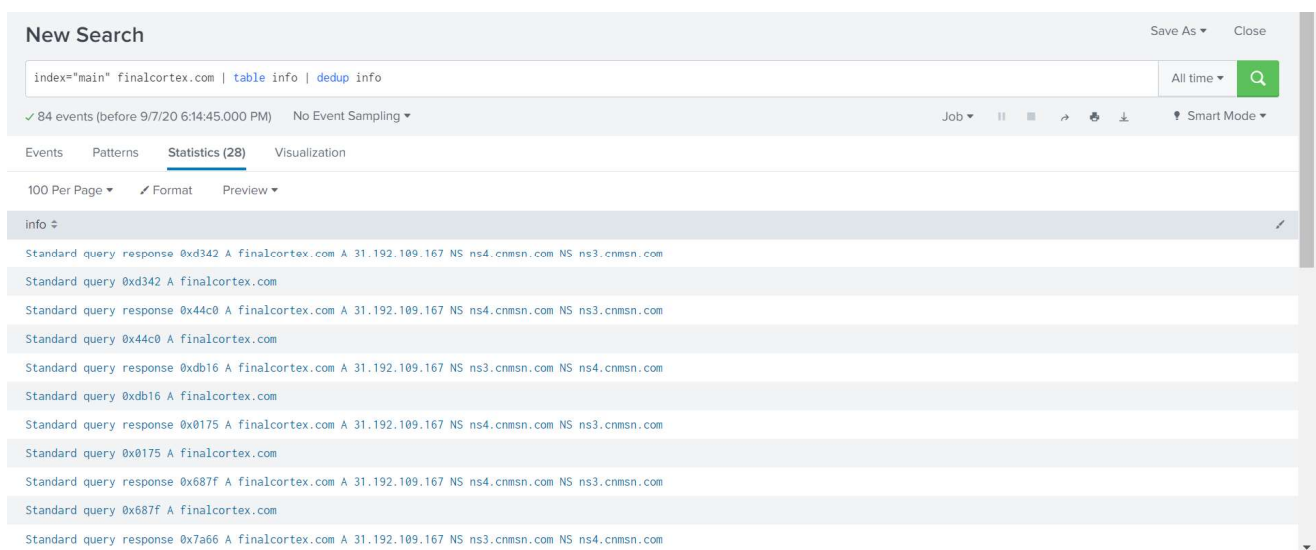 New Search
Save As Close
index="main" finalcortex.com | table info | dedup info
All time
84 events (before 9/7/20 6:14:45.000 PM) No Event Sampling Job Smart Mode
Events Patterns Statistics (28) Visualization
100 Per Page Format Preview
info
Standard query response 0xd342 A finalcortex.com A 31.192.109.167 NS ns4.cnmsn.com NS ns3.cnmsn.com
Standard query 0xd342 A finalcortex.com
Standard query response 0x44c0 A finalcortex.com A 31.192.109.167 NS ns4.cnmsn.com NS ns3.cnmsn.com
Standard query 0x44c0 A finalcortex.com
Standard query response 0xdb16 A finalcortex.com A 31.192.109.167 NS ns3.cnmsn.com NS ns4.cnmsn.com
Standard query 0xdb16 A finalcortex.com
Standard query response 0x0175 A finalcortex.com A 31.192.109.167 NS ns4.cnmsn.com NS ns3.cnmsn.com
Standard query 0x0175 A finalcortex.com
Standard query response 0x687f A finalcortex.com A 31.192.109.167 NS ns4.cnmsn.com NS ns3.cnmsn.com
Standard query 0x687f A finalcortex.com
Standard query response 0x7a66 A finalcortex.com A 31.192.109.167 NS ns3.cnmsn.com NS ns4.cnmsn.com